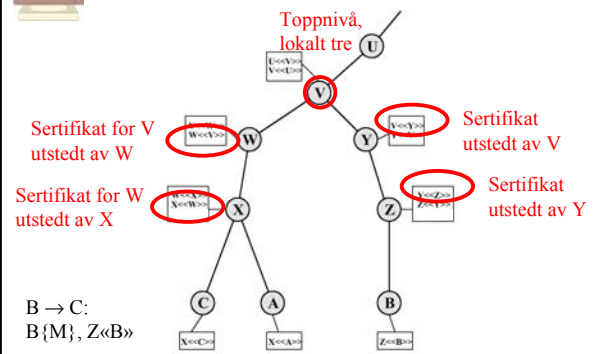 Toppnivå,
lokalt tre
U
U<<V>>
V<<U>>
V
Sertifikat for V
utstedt av W
W<<V>>
W
Y
V<<Y>>
Sertifikat
utstedt av V
Sertifikat for W
utstedt av X
W<<X>>
X<<W>>
X
Z
Y<<Z>>
Z<<Y>>
Sertifikat
utstedt av Y
C
A
B
B → C:
B{M}, Z«B»
X<<C>>
X<<A>>
Z<<B>>